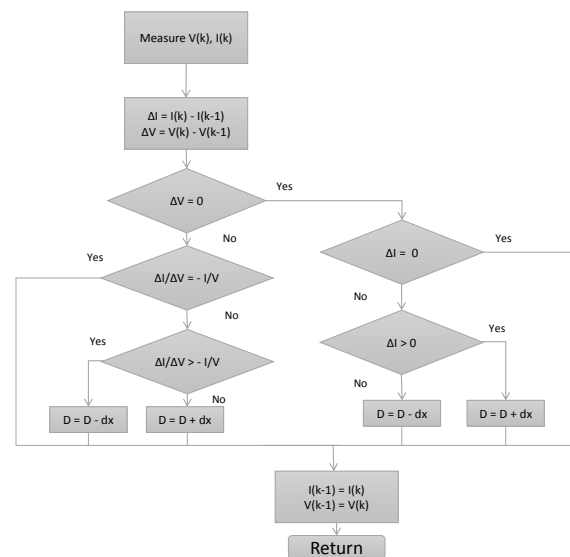 Measure V(k), I(k)
ΔI = I(k) - I(k-1)
ΔV = V(k) - V(k-1)
Yes
ΔV = 0
No
Yes
ΔI/ΔV = - I/V
No
Yes
ΔI/ΔV > - I/V
No
D = D - dx
D = D + dx
ΔI = 0
Yes
No
ΔI > 0
Yes
No
D = D - dx
D = D + dx
I(k-1) = I(k)
V(k-1) = V(k)
Return